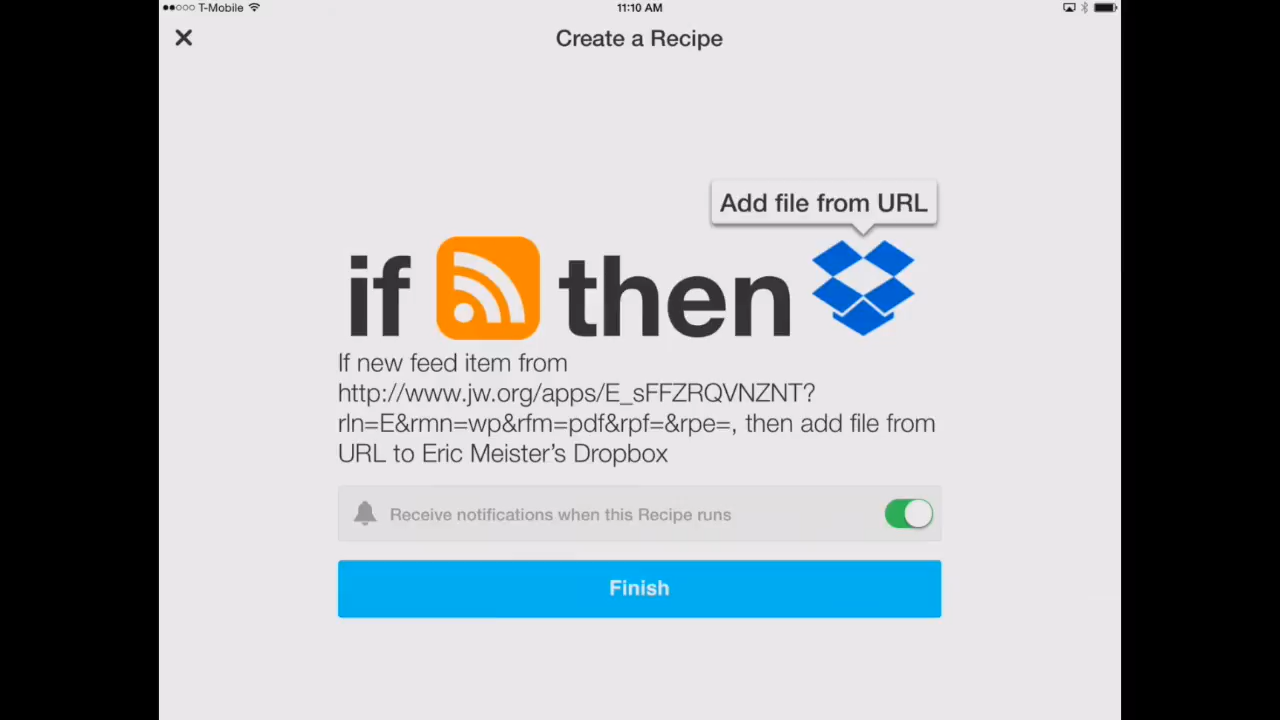 T-Mobile 11:10 AM
Create a Recipe
Add file from URL
if then
If new feed item from
http://www.jw.org/apps/E_sFFZRQVNZNT?
rln=E&rmn=wp&rfm=pdf&rpf=&rpe=, then add file from
URL to Eric Meister’s Dropbox
Receive notifications when this Recipe runs
Finish